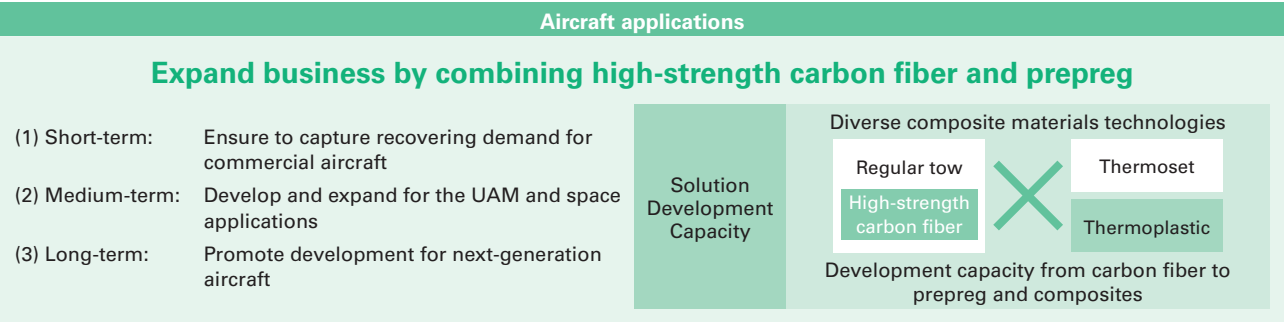 Aircraft applications
Expand business by combining high-strength carbon fiber and prepreg
(1) Short-term: Ensure to capture recovering demand for
commercial aircraft
(2) Medium-term: Develop and expand for the UAM and space
applications
(3) Long-term: Promote development for next-generation
aircraft
Solution
Development
Capacity
Diverse composite materials technologies
Regular tow
High-strength
carbon fiber
Thermoset
Thermoplastic
Development capacity from carbon fiber to
prepreg and composites